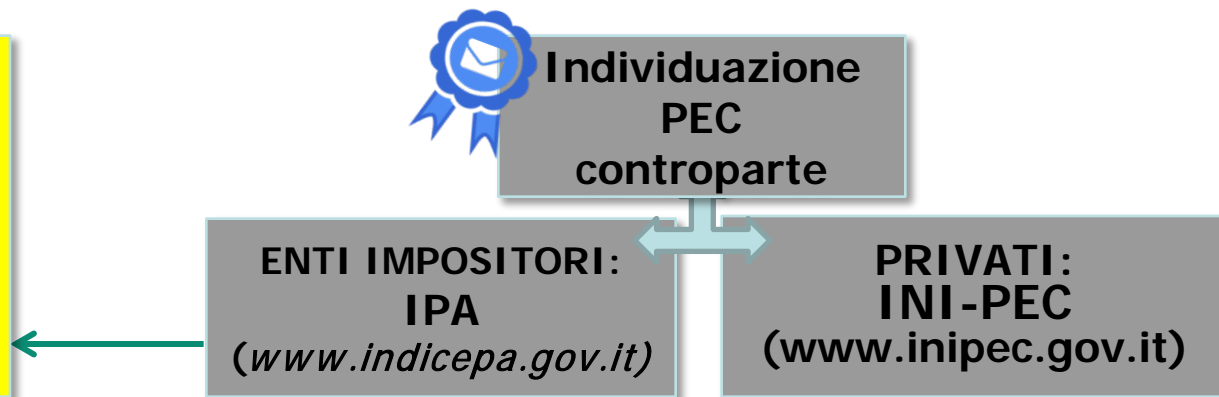 Individuazione
PEC
controparte
ENTI IMPOSITORI:
IPA
(www.indicepa.gov.it)
PRIVATI:
INI-PEC
(www.inipec.gov.it)